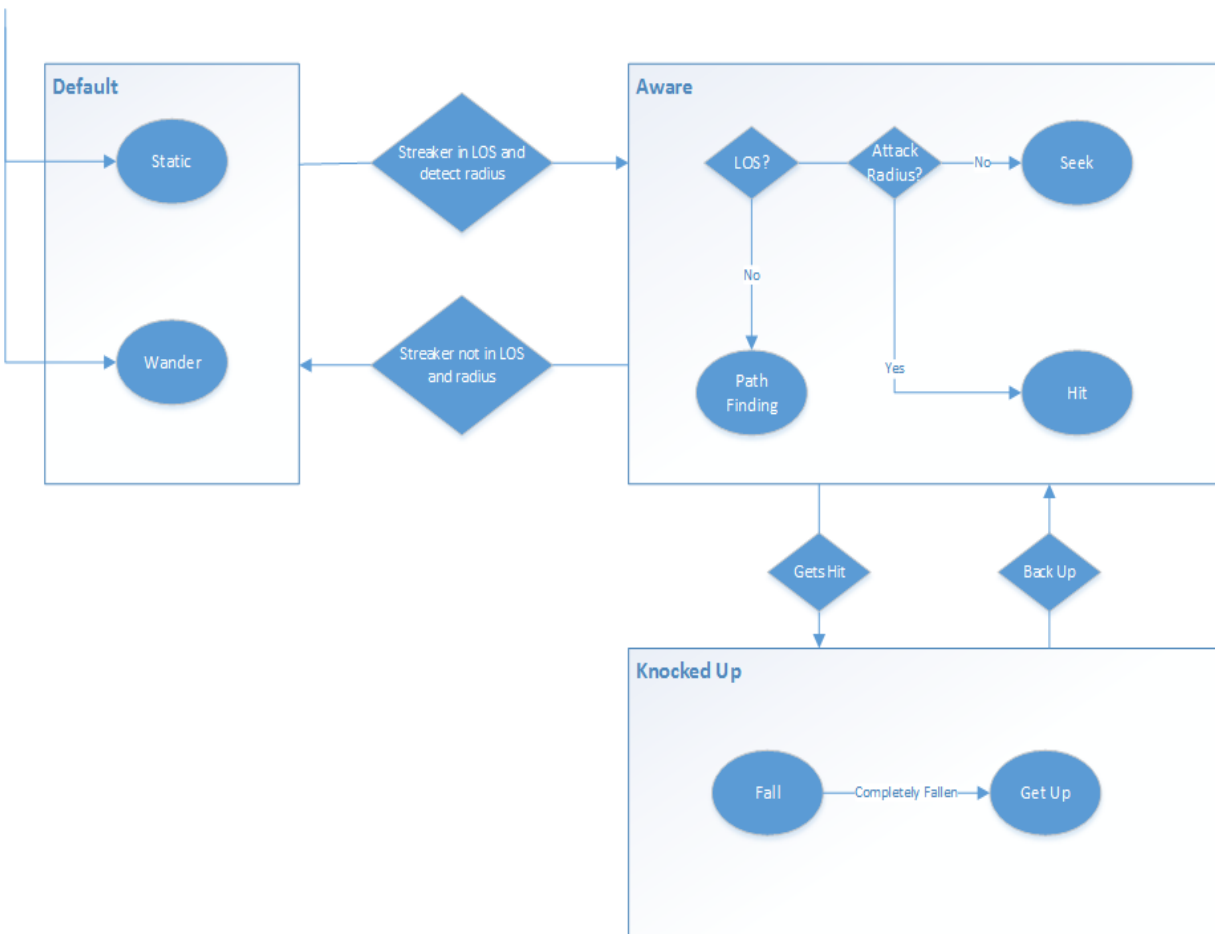 Default
Static
Wander
Streaker in LOS and
detect radius
Streaker not in LOS
and radius
Aware
LOS?
Attack
Radius?
No
Seek
No
Path
Finding
Yes
Hit
Gets Hit
Back Up
Knocked Up
Fall
Completely Fallen
Get Up